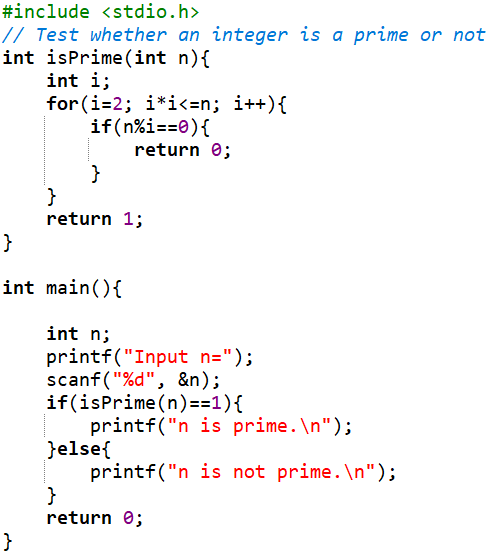 #include <stdio.h>
// Test whether an integer is a prime or not
int isPrime(int n){
    int i;
    for(i=2; i*i<=n; i++){
        if(n%i==0){
            return 0;
        }
    }
    return 1;
}

int main(){

    int n;
    printf("Input n=");
    scanf("%d", &n);
    if(isPrime(n)==1){
        printf("n is prime.\n");
    }else{
        printf("n is not prime.\n");
    }
    return 0;
}